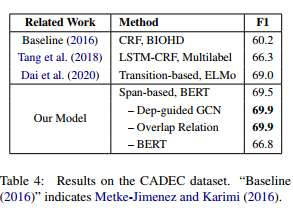 Related Work Method F1
Baseline (2016) CRF, BIOHD 60.2
Tang et al. (2018) LSTM-CRF, Multilabel 66.3
Dai et al. (2020) Transition-based, ELMo 69.0
Our Model Span-based, BERT 69.5
– Dep-guided GCN 69.9
– Overlap Relation 69.9
– BERT 66.8
Table 4: Results on the CADEC dataset. “Baseline
(2016)” indicates Metke-Jimenez and Karimi (2016).